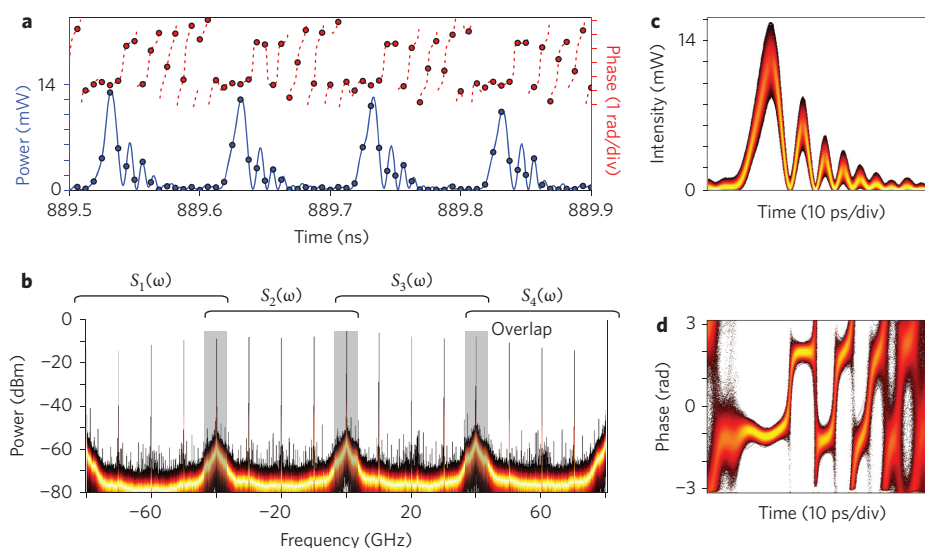 a
14
0
Power (mW)
Phase (1 rad/div)
889.5 889.6 889.7 889.8 889.9
Time (ns)
b
S₁(ω)
S₂(ω)
S₃(ω)
S₄(ω)
Overlap
0
−20
−40
−60
−80
Power (dBm)
−60 −20 20 60
Frequency (GHz)
c
14
0
Intensity (mW)
Time (10 ps/div)
d
3
0
−3
Phase (rad)
Time (10 ps/div)